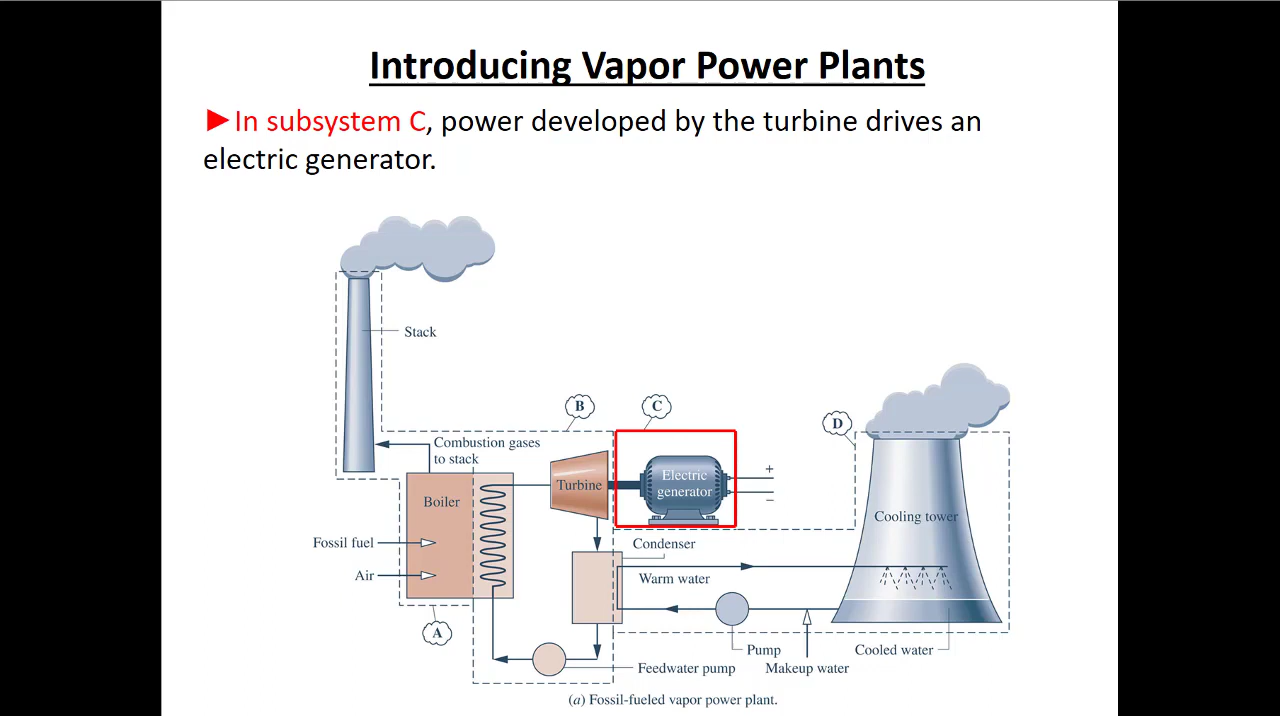 Introducing Vapor Power Plants
►In subsystem C, power developed by the turbine drives an
electric generator.
Stack
B
C
D
Combustion gases
to stack
+
Turbine
Electric
generator
−
Boiler
Cooling tower
Fossil fuel
Condenser
Air
Warm water
A
Pump
Cooled water
Feedwater pump
Makeup water
(a) Fossil-fueled vapor power plant.